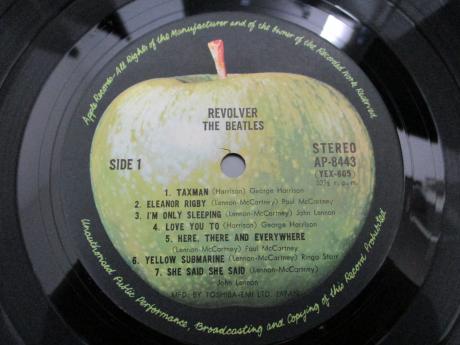 Apple Records - All Rights of the Manufacturer and of the Owner of the Recorded Work Reserved
REVOLVER
THE BEATLES
SIDE 1
STEREO
AP-8443
(YEX-605)
33⅓ r.p.m.
1. TAXMAN (Harrison) George Harrison
2. ELEANOR RIGBY (Lennon-McCartney) Paul McCartney
3. I'M ONLY SLEEPING (Lennon-McCartney) John Lennon
4. LOVE YOU TO (Harrison) George Harrison
5. HERE, THERE AND EVERYWHERE
(Lennon-McCartney) Paul McCartney
6. YELLOW SUBMARINE (Lennon-McCartney) Ringo Starr
7. SHE SAID SHE SAID (Lennon-McCartney)
John Lennon
MFD. BY TOSHIBA-EMI LTD. JAPAN
Unauthorised Public Performance, Broadcasting and Copying of this Record Prohibited